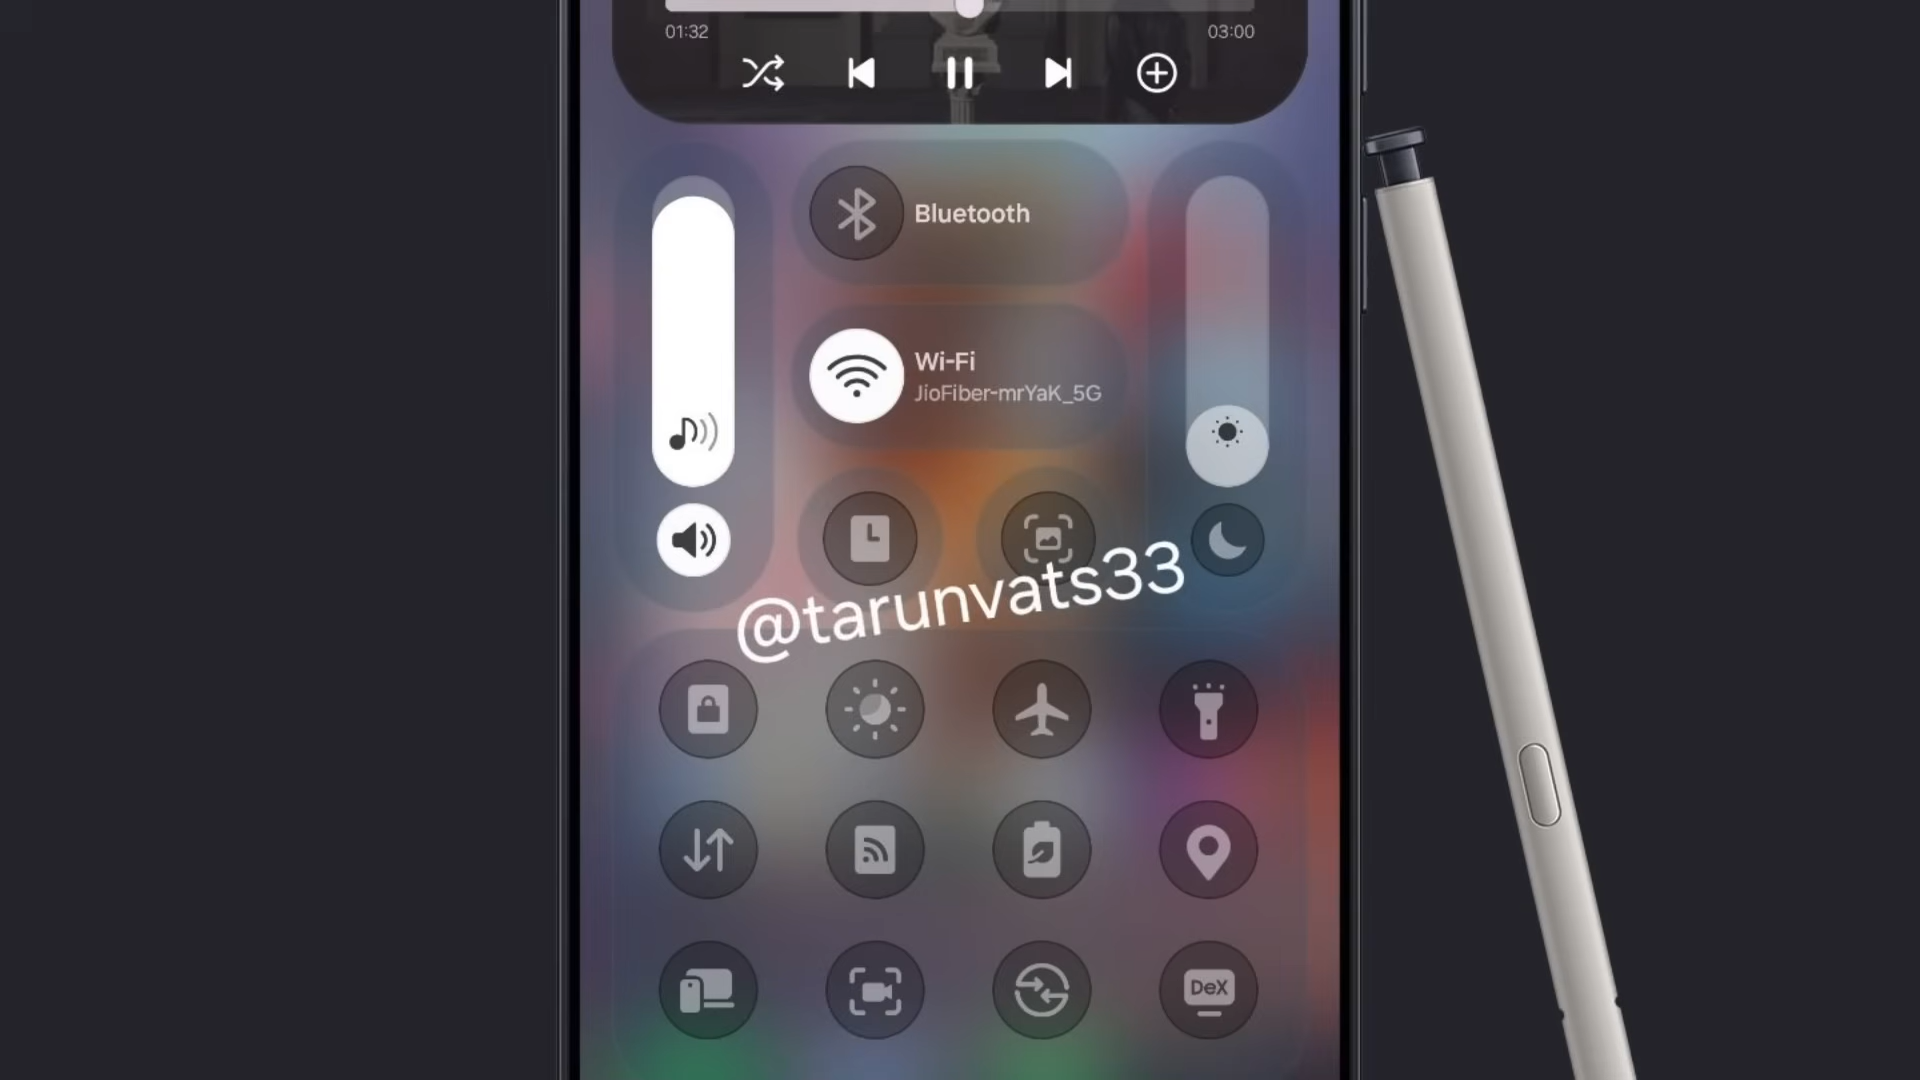 01:32 03:00
Bluetooth
Wi-Fi
JioFiber-mrYaK_5G
@tarunvats33
DeX